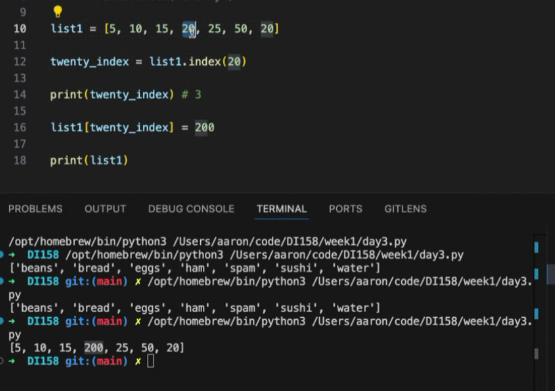 9
10 list1 = [5, 10, 15, 20, 25, 50, 20]
11
12 twenty_index = list1.index(20)
13
14 print(twenty_index) # 3
15
16 list1[twenty_index] = 200
17
18 print(list1)
PROBLEMS OUTPUT DEBUG CONSOLE TERMINAL PORTS GITLENS
/opt/homebrew/bin/python3 /Users/aaron/code/DI158/week1/day3.py
➜ DI158 /opt/homebrew/bin/python3 /Users/aaron/code/DI158/week1/day3.py
['beans', 'bread', 'eggs', 'ham', 'spam', 'sushi', 'water']
➜ DI158 git:(main) ✗ /opt/homebrew/bin/python3 /Users/aaron/code/DI158/week1/day3.
py
['beans', 'bread', 'eggs', 'ham', 'spam', 'sushi', 'water']
➜ DI158 git:(main) ✗ /opt/homebrew/bin/python3 /Users/aaron/code/DI158/week1/day3.
py
[5, 10, 15, 200, 25, 50, 20]
➜ DI158 git:(main) ✗